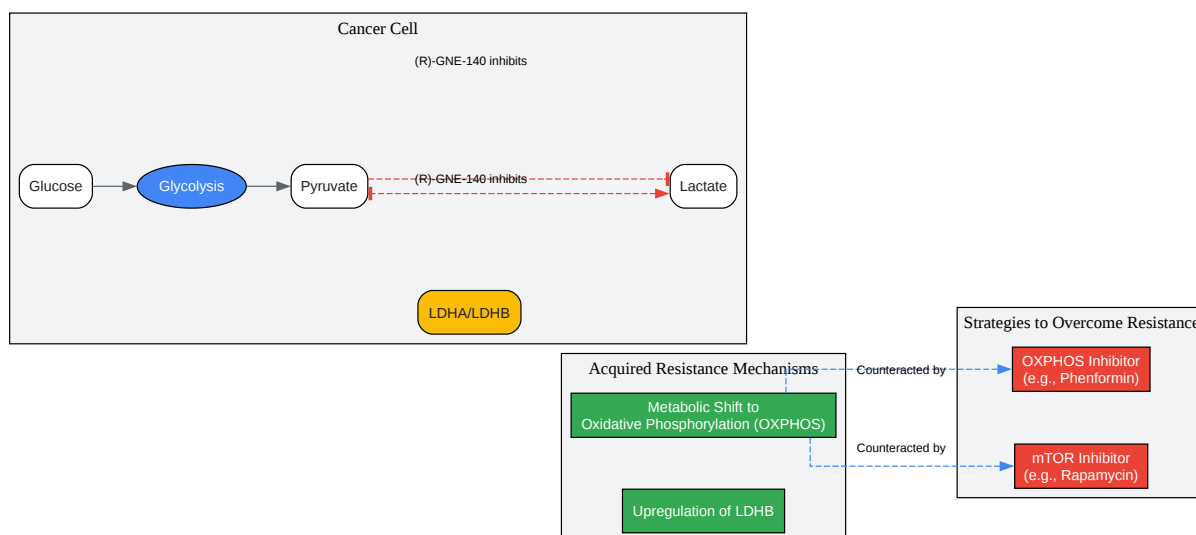 Cancer Cell
(R)-GNE-140 inhibits
Glucose
Glycolysis
Pyruvate
(R)-GNE-140 inhibits
Lactate
LDHA/LDHB
Acquired Resistance Mechanisms
Metabolic Shift to
Oxidative Phosphorylation (OXPHOS)
Upregulation of LDHB
Counteracted by
Counteracted by
Strategies to Overcome Resistance
OXPHOS Inhibitor
(e.g., Phenformin)
mTOR Inhibitor
(e.g., Rapamycin)